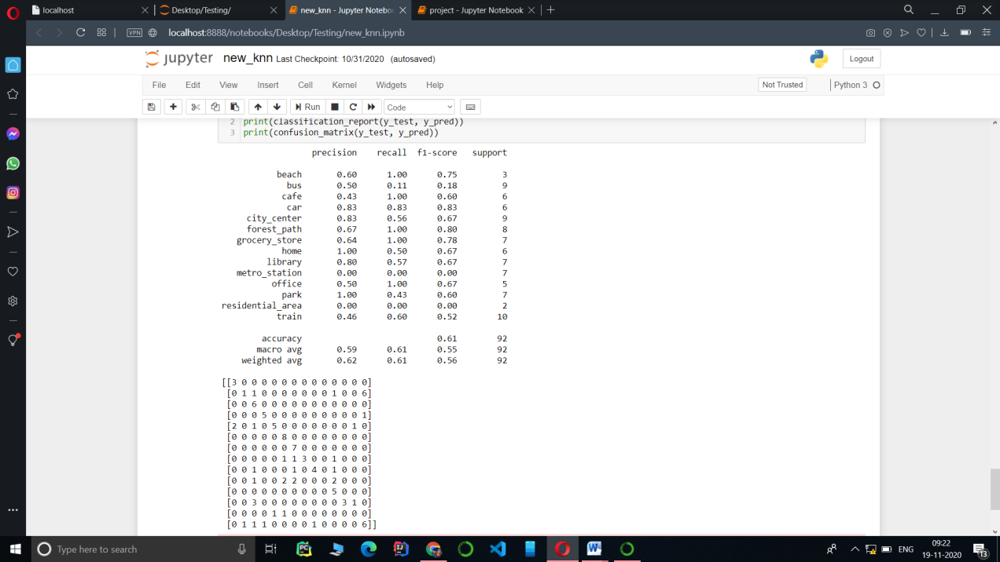 localhost
Desktop/Testing/
new_knn - Jupyter Noteboo
project - Jupyter Notebook
VPN
localhost:8888/notebooks/Desktop/Testing/new_knn.ipynb
jupyter new_knn Last Checkpoint: 10/31/2020 (autosaved)
Logout
File Edit View Insert Cell Kernel Widgets Help
Not Trusted
Python 3
Run
Code
2 print(classification_report(y_test, y_pred))
3 print(confusion_matrix(y_test, y_pred))
precision recall f1-score support
beach 0.60 1.00 0.75 3
bus 0.50 0.11 0.18 9
cafe 0.43 1.00 0.60 6
car 0.83 0.83 0.83 6
city_center 0.83 0.56 0.67 9
forest_path 0.67 1.00 0.80 8
grocery_store 0.64 1.00 0.78 7
home 1.00 0.50 0.67 6
library 0.80 0.57 0.67 7
metro_station 0.00 0.00 0.00 7
office 0.50 1.00 0.67 5
park 1.00 0.43 0.60 7
residential_area 0.00 0.00 0.00 2
train 0.46 0.60 0.52 10
accuracy 0.61 92
macro avg 0.59 0.61 0.55 92
weighted avg 0.62 0.61 0.56 92
[[3 0 0 0 0 0 0 0 0 0 0 0 0 0]
[0 1 1 0 0 0 0 0 0 0 1 0 0 6]
[0 0 6 0 0 0 0 0 0 0 0 0 0 0]
[0 0 0 5 0 0 0 0 0 0 0 0 0 1]
[2 0 1 0 5 0 0 0 0 0 0 0 1 0]
[0 0 0 0 0 8 0 0 0 0 0 0 0 0]
[0 0 0 0 0 0 7 0 0 0 0 0 0 0]
[0 0 0 0 0 1 1 3 0 0 1 0 0 0]
[0 0 1 0 0 0 1 0 4 0 1 0 0 0]
[0 0 1 0 0 2 2 0 0 0 2 0 0 0]
[0 0 0 0 0 0 0 0 0 0 5 0 0 0]
[0 0 3 0 0 0 0 0 0 0 0 3 1 0]
[0 0 0 0 1 1 0 0 0 0 0 0 0 0]
[0 1 1 1 0 0 0 0 1 0 0 0 0 6]]
Type here to search
ENG
09:22
19-11-2020
13